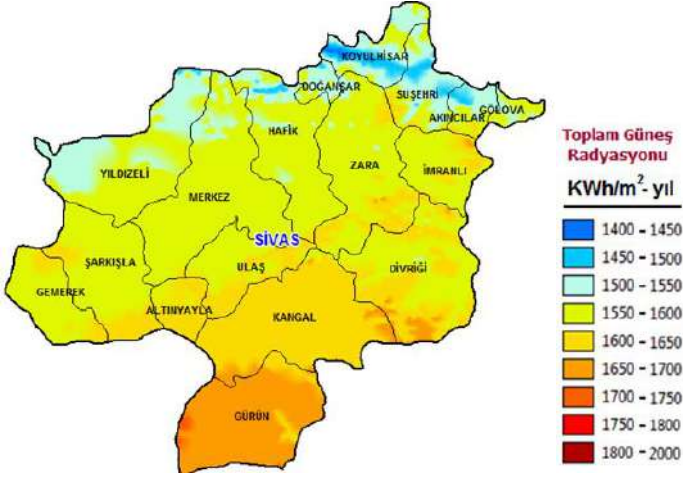 KOYULHİSAR
DOĞANŞAR
SUŞEHRİ
GÖLOVA
AKINCILAR
HAFİK
ZARA
İMRANLI
YILDIZELİ
MERKEZ
SİVAS
ŞARKIŞLA
ULAŞ
DİVRİĞİ
GEMEREK
ALTINYAYLA
KANGAL
GÜRÜN
Toplam Güneş
Radyasyonu
KWh/m²- yıl
1400 - 1450
1450 - 1500
1500 - 1550
1550 - 1600
1600 - 1650
1650 - 1700
1700 - 1750
1750 - 1800
1800 - 2000